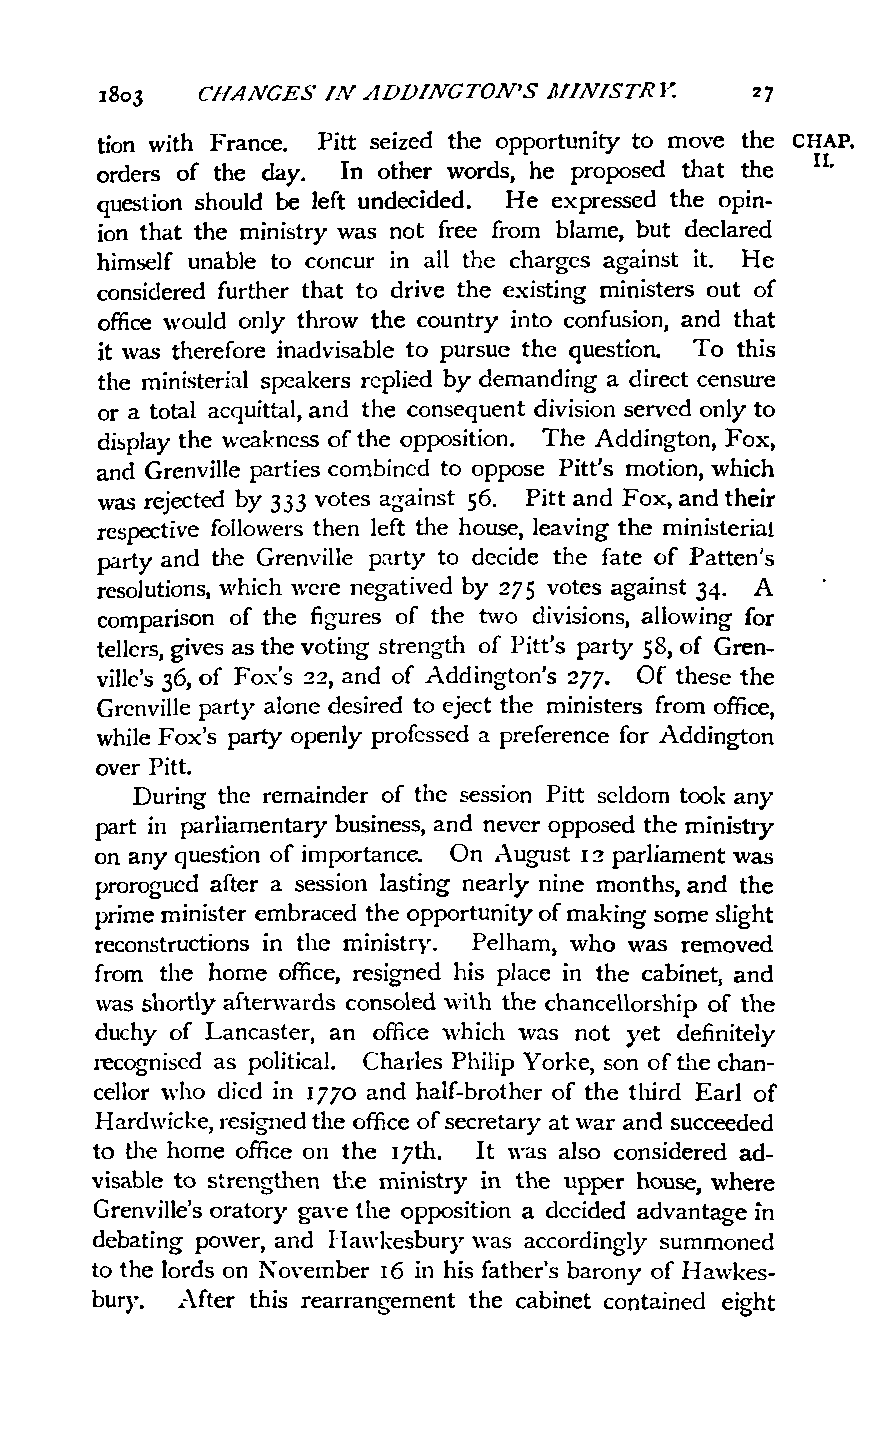 1803 CHANGES IN ADDINGTON'S MINISTRY. 27
tion with France. Pitt seized the opportunity to move the CHAP.
orders of the day. In other words, he proposed that the II.
question should be left undecided. He expressed the opin-
ion that the ministry was not free from blame, but declared
himself unable to concur in all the charges against it. He
considered further that to drive the existing ministers out of
office would only throw the country into confusion, and that
it was therefore inadvisable to pursue the question. To this
the ministerial speakers replied by demanding a direct censure
or a total acquittal, and the consequent division served only to
display the weakness of the opposition. The Addington, Fox,
and Grenville parties combined to oppose Pitt's motion, which
was rejected by 333 votes against 56. Pitt and Fox, and their
respective followers then left the house, leaving the ministerial
party and the Grenville party to decide the fate of Patten's
resolutions, which were negatived by 275 votes against 34. A
comparison of the figures of the two divisions, allowing for
tellers, gives as the voting strength of Pitt's party 58, of Gren-
ville's 36, of Fox's 22, and of Addington's 277. Of these the
Grenville party alone desired to eject the ministers from office,
while Fox's party openly professed a preference for Addington
over Pitt.
During the remainder of the session Pitt seldom took any
part in parliamentary business, and never opposed the ministry
on any question of importance. On August 12 parliament was
prorogued after a session lasting nearly nine months, and the
prime minister embraced the opportunity of making some slight
reconstructions in the ministry. Pelham, who was removed
from the home office, resigned his place in the cabinet, and
was shortly afterwards consoled with the chancellorship of the
duchy of Lancaster, an office which was not yet definitely
recognised as political. Charles Philip Yorke, son of the chan-
cellor who died in 1770 and half-brother of the third Earl of
Hardwicke, resigned the office of secretary at war and succeeded
to the home office on the 17th. It was also considered ad-
visable to strengthen the ministry in the upper house, where
Grenville's oratory gave the opposition a decided advantage in
debating power, and Hawkesbury was accordingly summoned
to the lords on November 16 in his father's barony of Hawkes-
bury. After this rearrangement the cabinet contained eight